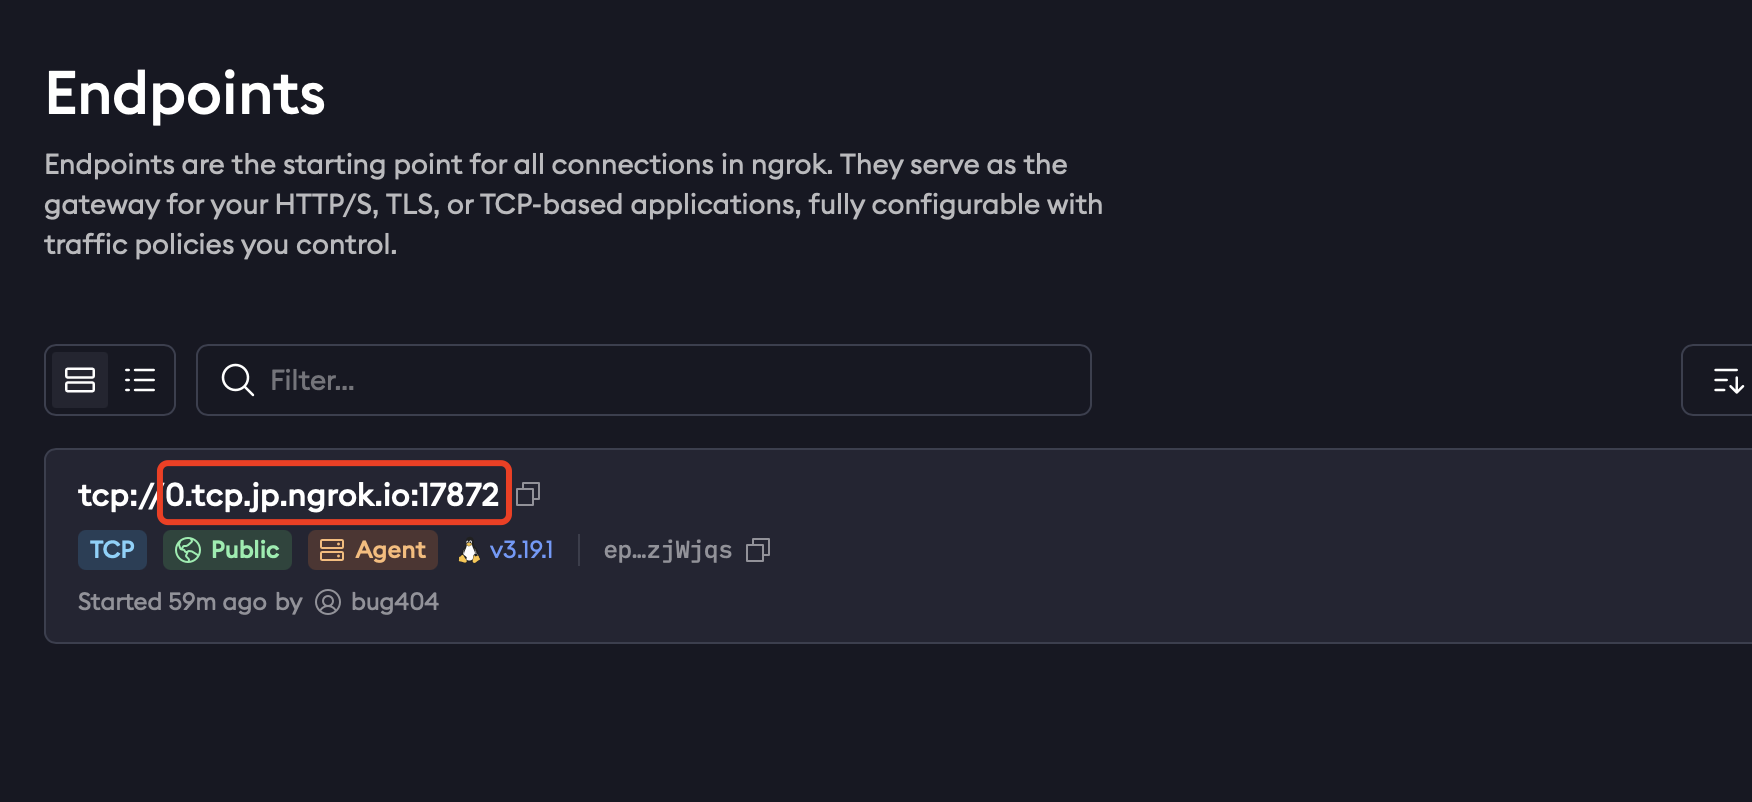 Endpoints
Endpoints are the starting point for all connections in ngrok. They serve as the
gateway for your HTTP/S, TLS, or TCP-based applications, fully configurable with
traffic policies you control.
Filter...
tcp://0.tcp.jp.ngrok.io:17872
TCP Public Agent v3.19.1 ep…zjWjqs
Started 59m ago by bug404